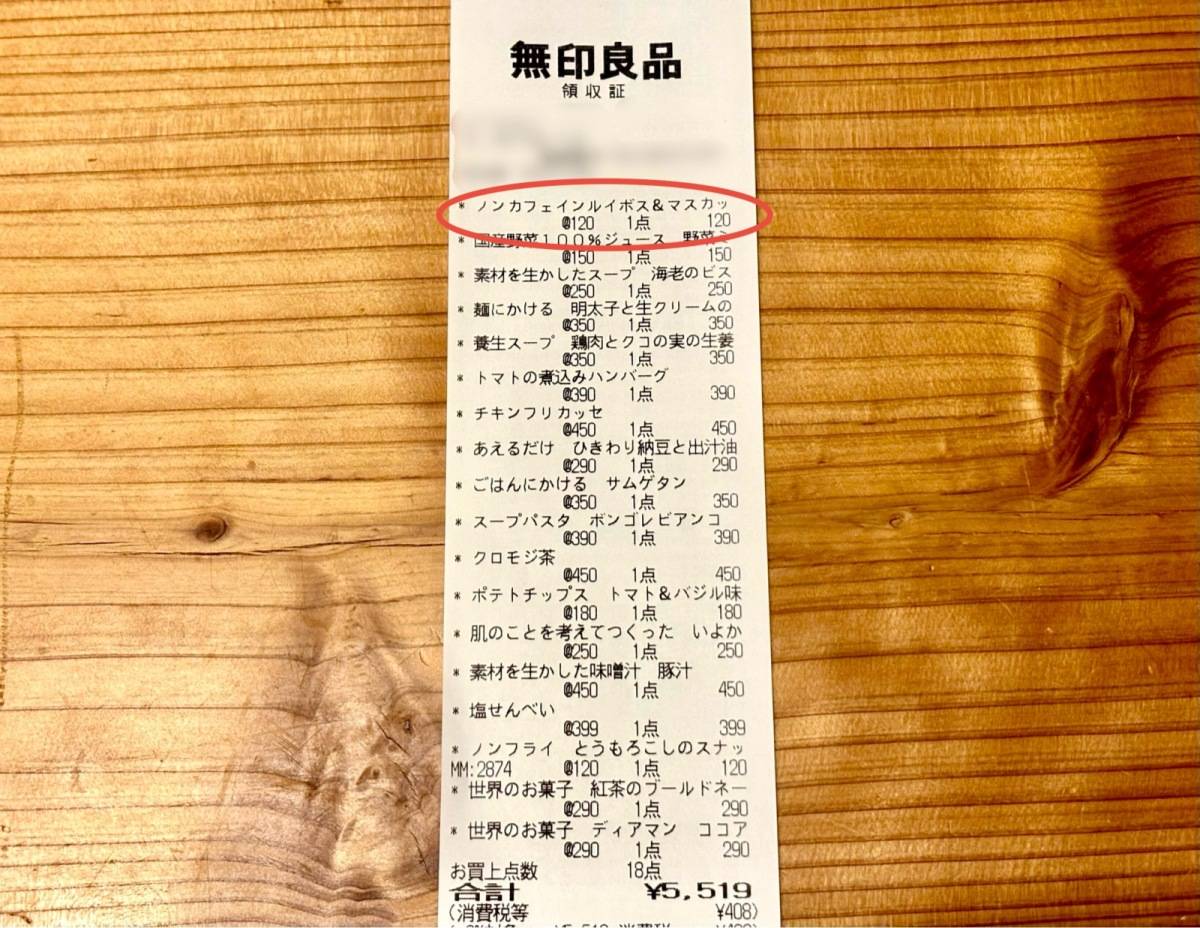 無印良品
領収証
* ノンカフェインルイボス&マスカッ
@120 1点 120
* 国産野菜100%ジュース 野菜ミ
@150 1点 150
* 素材を生かしたスープ 海老のビス
@250 1点 250
* 麺にかける 明太子と生クリームの
@350 1点 350
* 養生スープ 鶏肉とクコの実の生姜
@350 1点 350
* トマトの煮込みハンバーグ
@390 1点 390
* チキンフリカッセ
@450 1点 450
* あえるだけ ひきわり納豆と出汁油
@290 1点 290
* ごはんにかける サムゲタン
@350 1点 350
* スープパスタ ボンゴレビアンコ
@390 1点 390
* クロモジ茶
@450 1点 450
* ポテトチップス トマト&バジル味
@180 1点 180
* 肌のことを考えてつくった いよか
@250 1点 250
* 素材を生かした味噌汁 豚汁
@450 1点 450
* 塩せんべい
@399 1点 399
* ノンフライ とうもろこしのスナッ
MM:2874 @120 1点 120
* 世界のお菓子 紅茶のブールドネー
@290 1点 290
* 世界のお菓子 ディアマン ココア
@290 1点 290
お買上点数 18点
合計 ¥5,519
(消費税等 ¥408)